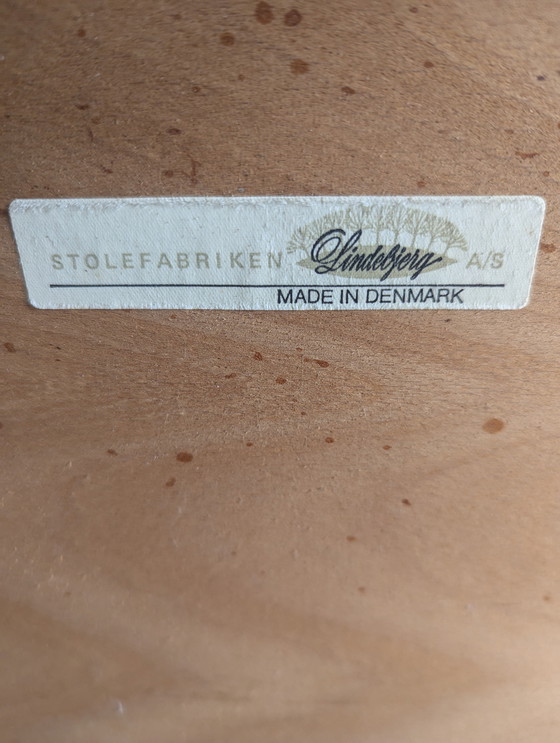 STOLEFABRIKEN Lindebjerg A/S
MADE IN DENMARK